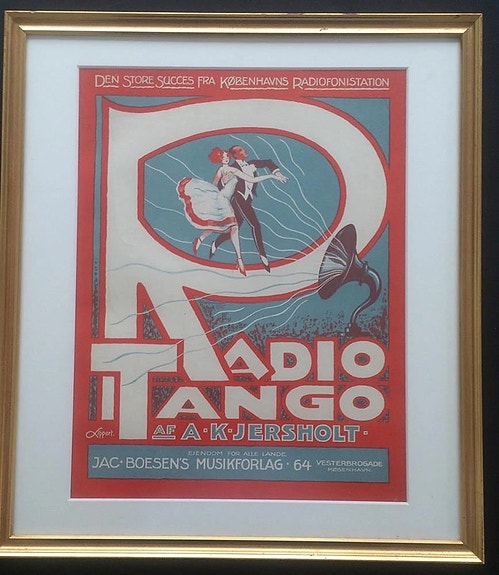 DEN STORE SUCCES FRA KØBENHAVNS RADIOFONISTATION
RADIO
TANGO
AF A·K·JERSHOLT·
Lippert.
EJENDOM FOR ALLE LANDE.
JAC·BOESEN'S MUSIKFORLAG·64 VESTERBROGADE
KØBENHAVN.